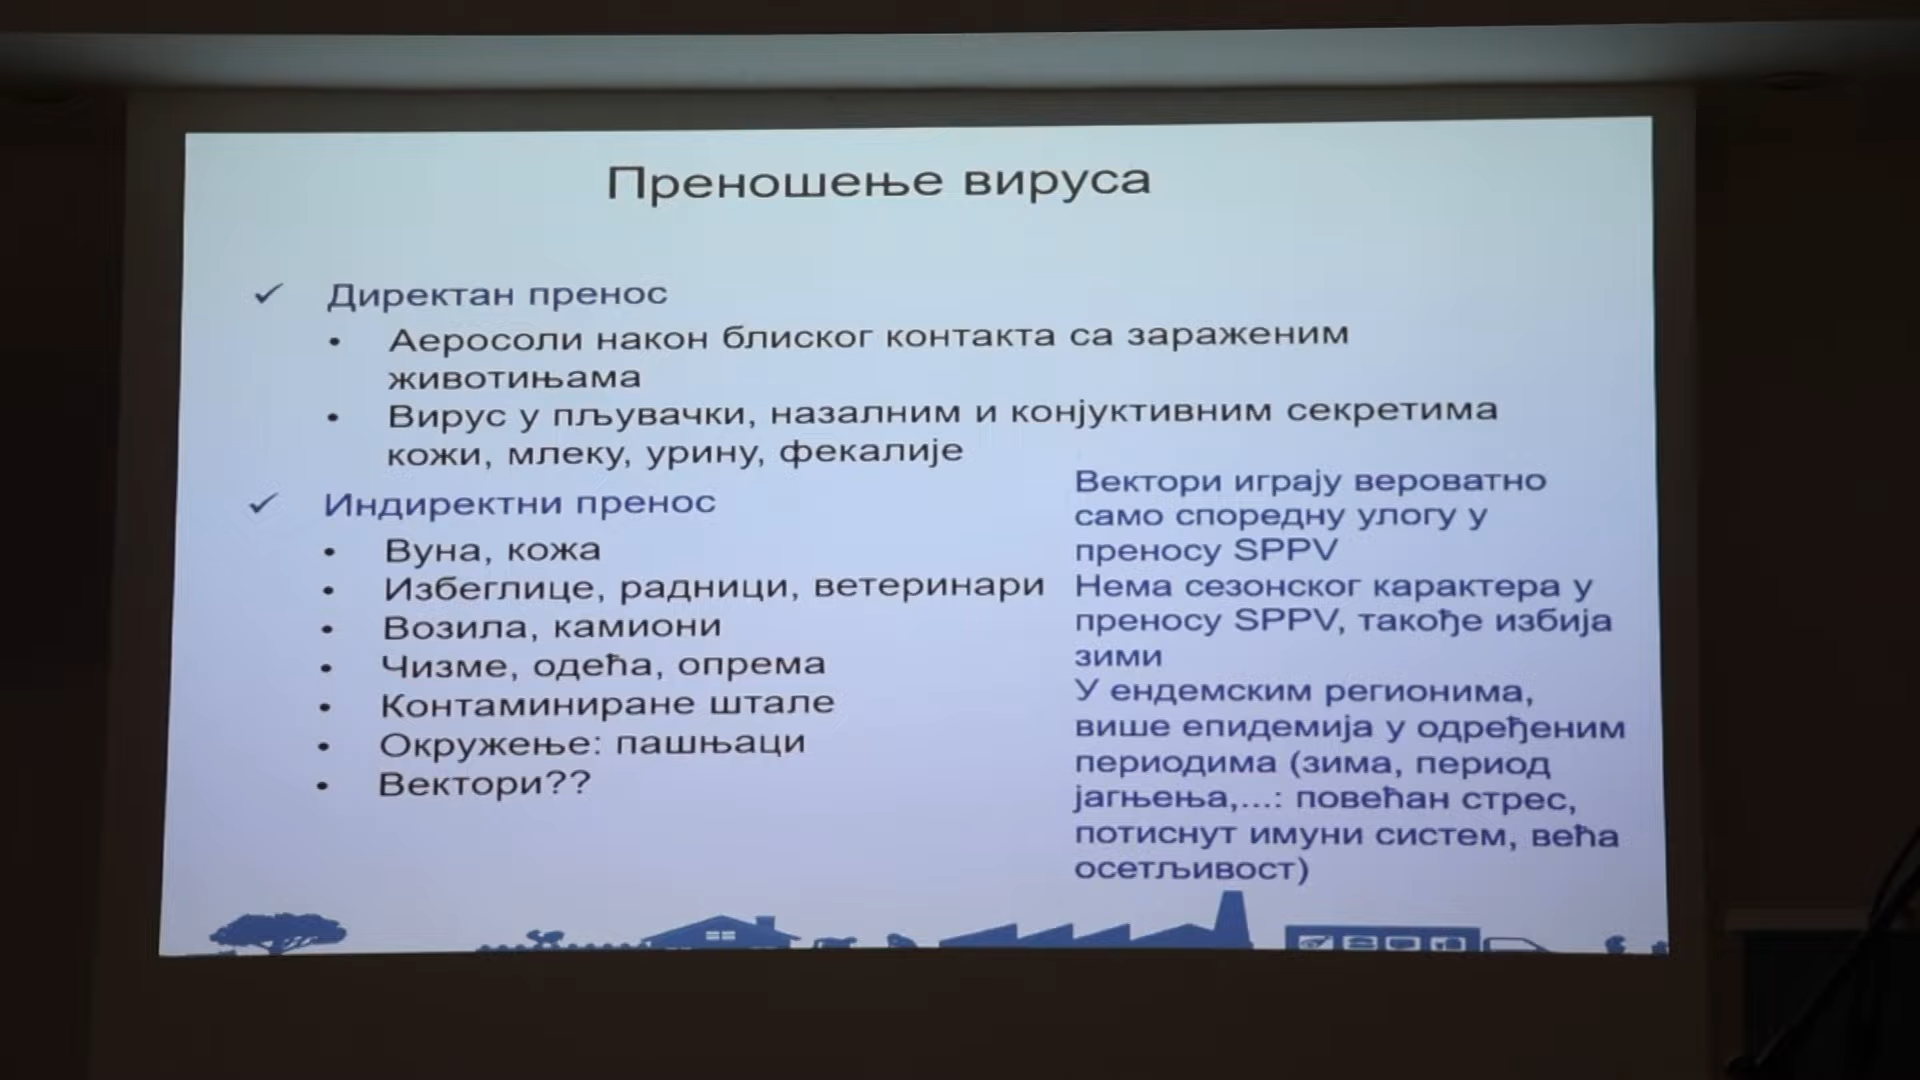 Преношење вируса
✓ Директан пренос
• Аеросоли након блиског контакта са зараженим
животињама
• Вирус у пљувачки, назалним и конјуктивним секретима
кожи, млеку, урину, фекалије
✓ Индиректни пренос
• Вуна, кожа
• Избеглице, радници, ветеринари
• Возила, камиони
• Чизме, одећа, опрема
• Контаминиране штале
• Окружење: пашњаци
• Вектори??
Вектори играју вероватно
само споредну улогу у
преносу SPPV
Нема сезонског карактера у
преносу SPPV, такође избија
зими
У ендемским регионима,
више епидемија у одређеним
периодима (зима, период
јагњења,...: повећан стрес,
потиснут имуни систем, већа
осетљивост)